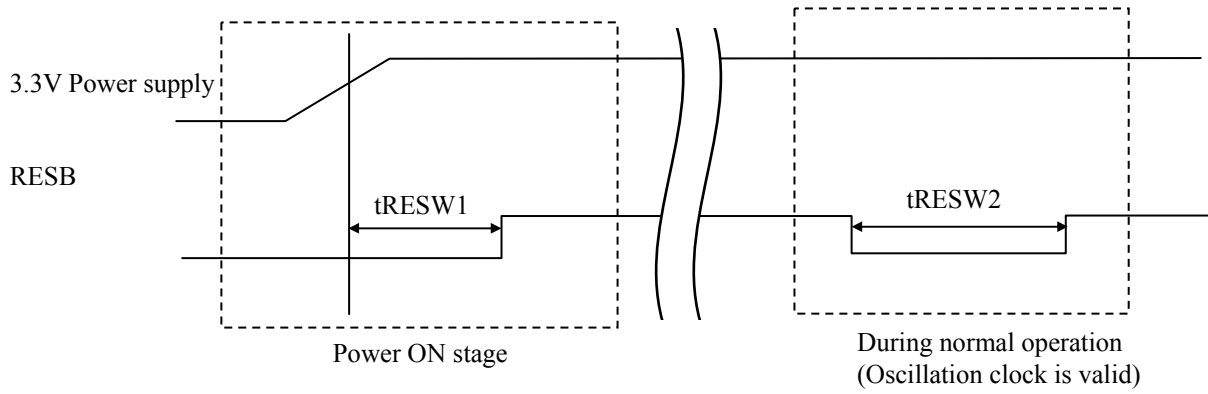 3.3V Power supply
RESB
tRESW1
tRESW2
Power ON stage
During normal operation
(Oscillation clock is valid)